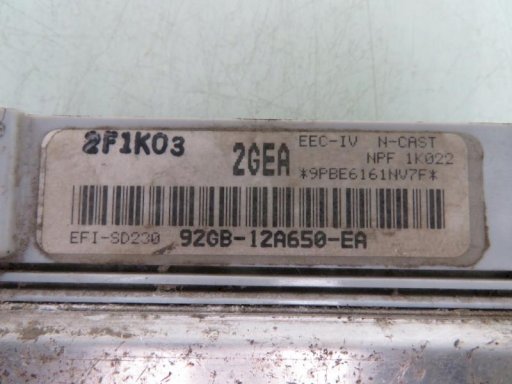 2F1K03
2GEA
EEC-IV N-CAST
NPF 1K022
*9PBE6161NV7F*
EFI-SD230 92GB-12A650-EA